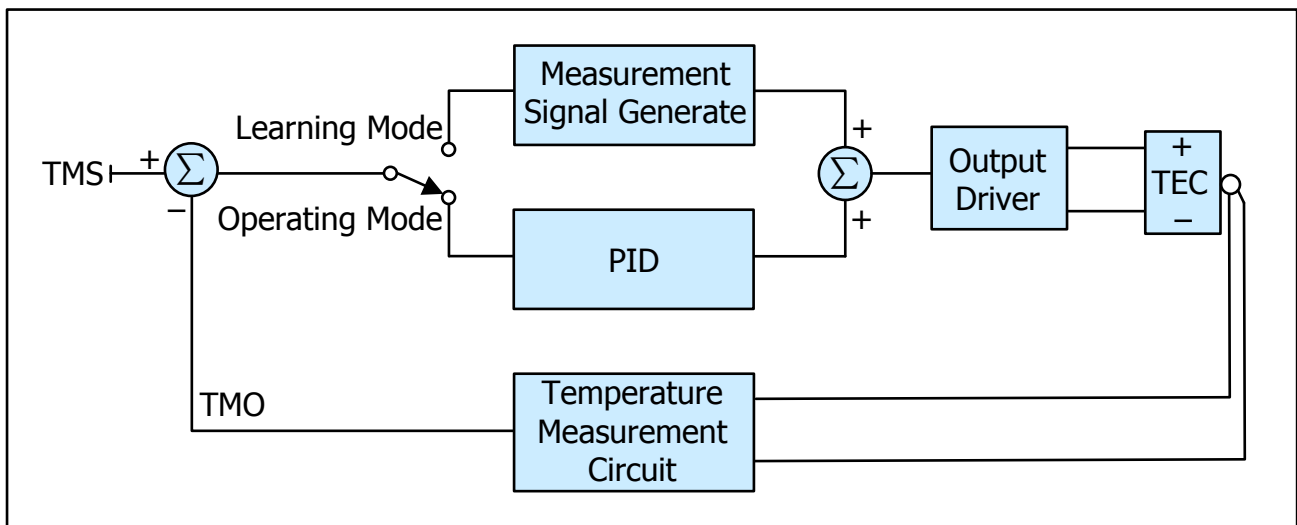 Measurement
Signal Generate
Learning Mode
+
+
Output
Driver
+
TEC
−
TMS
Σ
Σ
−
Operating Mode
+
PID
TMO
Temperature
Measurement
Circuit